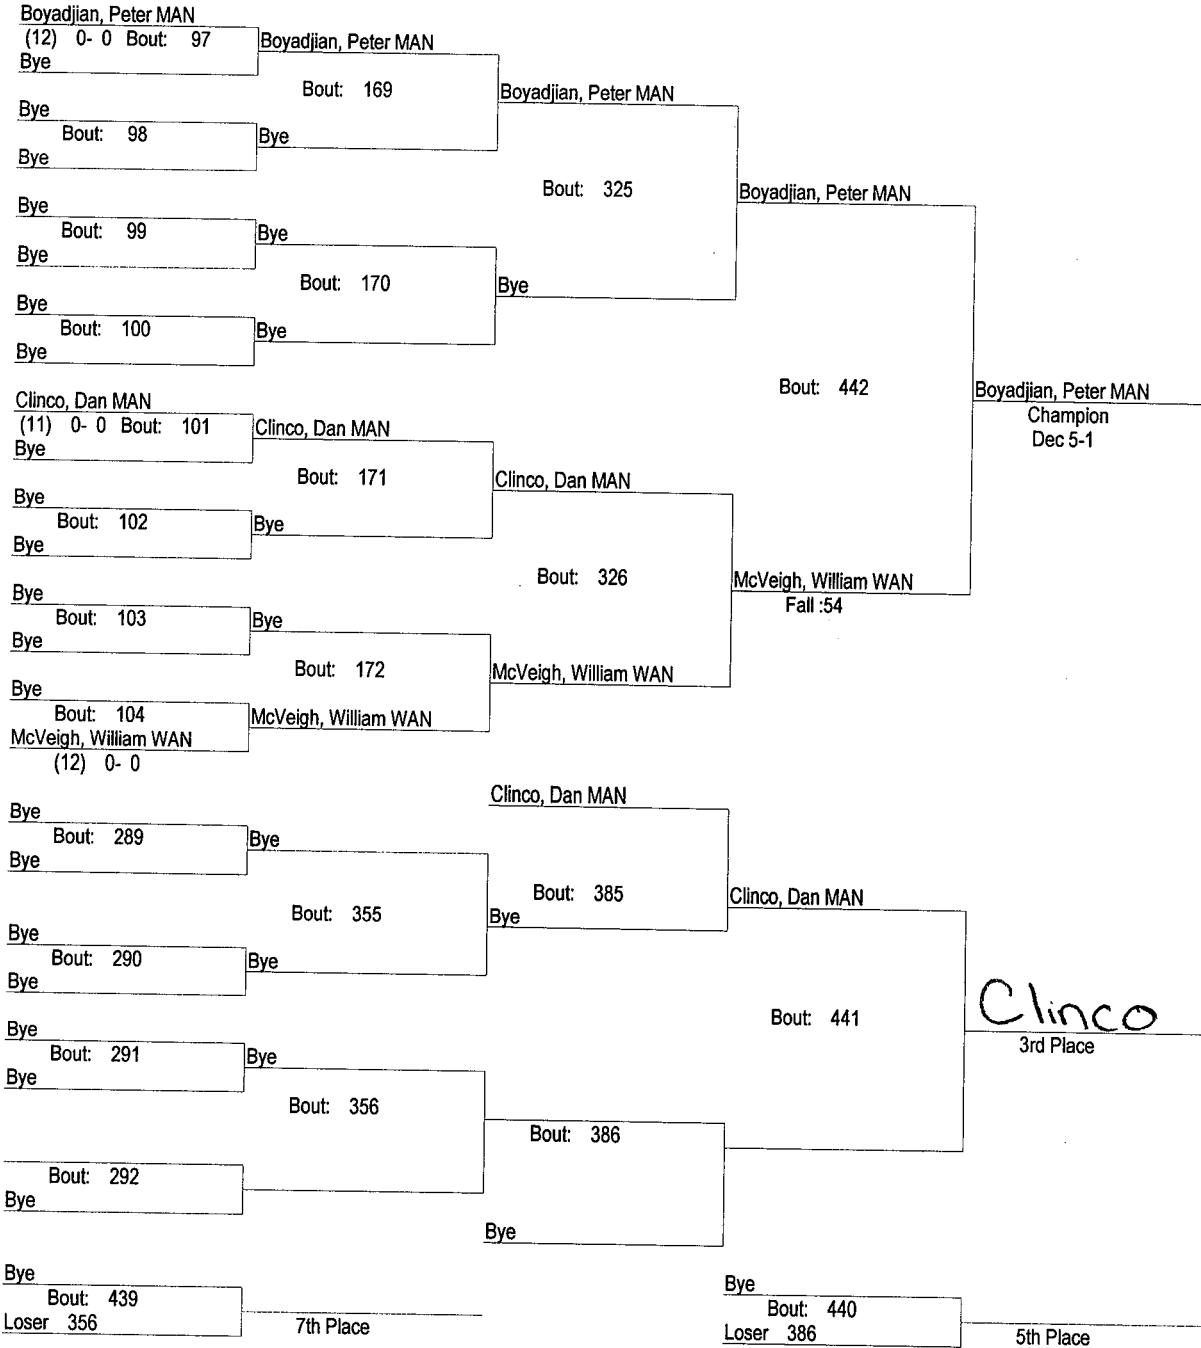 Boyadjian, Peter MAN
(12) 0- 0 Bout: 97
Bye
Boyadjian, Peter MAN
Bout: 169
Bye
Bout: 98
Bye
Bye
Boyadjian, Peter MAN
Bout: 325
Bye
Bout: 99
Bye
Bye
Bout: 170
Bye
Bout: 100
Bye
Bye
Bye
Boyadjian, Peter MAN
Bout: 442
Boyadjian, Peter MAN
Champion
Dec 5-1
Clinco, Dan MAN
(11) 0- 0 Bout: 101
Bye
Clinco, Dan MAN
Bout: 171
Bye
Bout: 102
Bye
Bye
Clinco, Dan MAN
Bout: 326
Bye
Bout: 103
Bye
Bye
Bout: 172
Bye
Bout: 104
McVeigh, William WAN
(12) 0- 0
McVeigh, William WAN
McVeigh, William WAN
McVeigh, William WAN
Fall :54
Bye
Bout: 289
Bye
Bye
Bout: 355
Bye
Bout: 290
Bye
Bye
Clinco, Dan MAN
Bout: 385
Bye
Clinco, Dan MAN
Bout: 441
Clinco
3rd Place
Bye
Bout: 291
Bye
Bye
Bout: 356
Bout: 292
Bye
Bout: 386
Bye
Bye
Bout: 439
Loser 356
7th Place
Bye
Bout: 440
Loser 386
5th Place